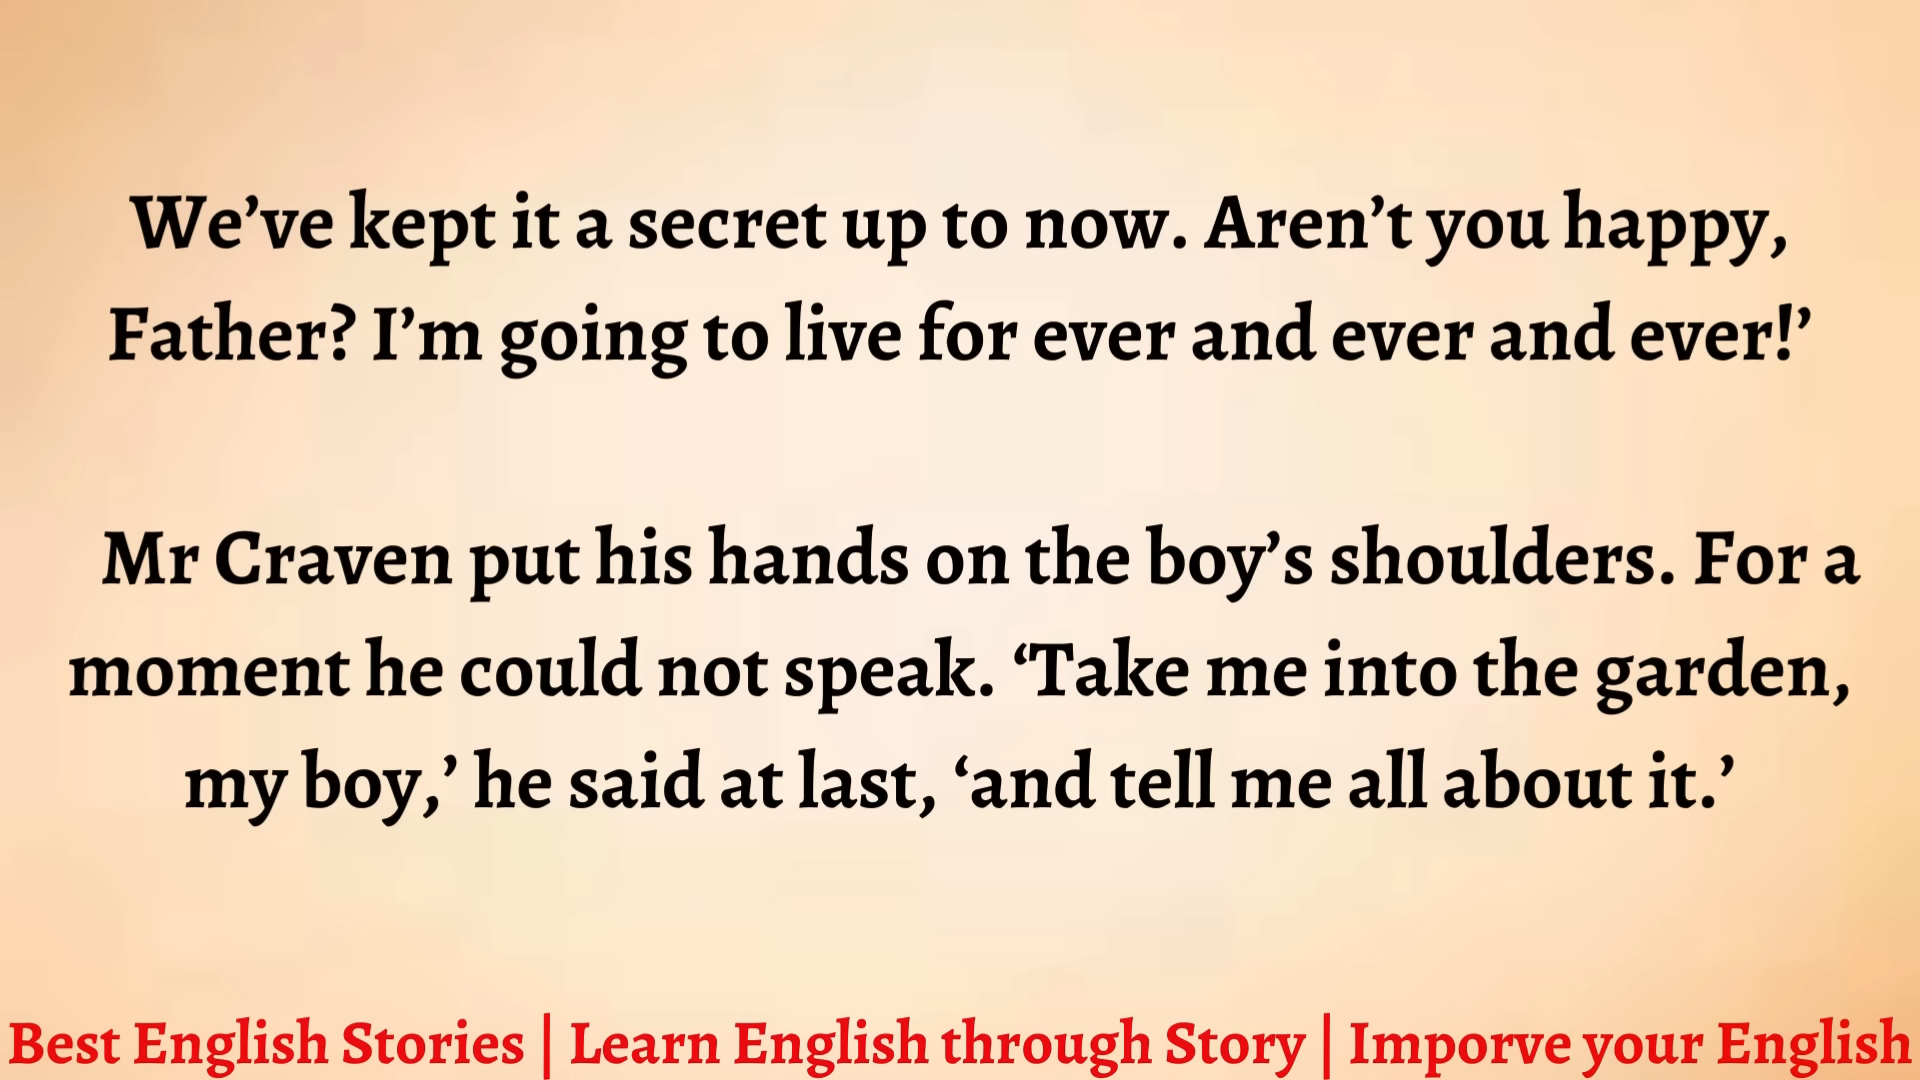 We’ve kept it a secret up to now. Aren’t you happy,
Father? I’m going to live for ever and ever and ever!’
Mr Craven put his hands on the boy’s shoulders. For a
moment he could not speak. ‘Take me into the garden,
my boy,’ he said at last, ‘and tell me all about it.’
Best English Stories | Learn English through Story | Imporve your English